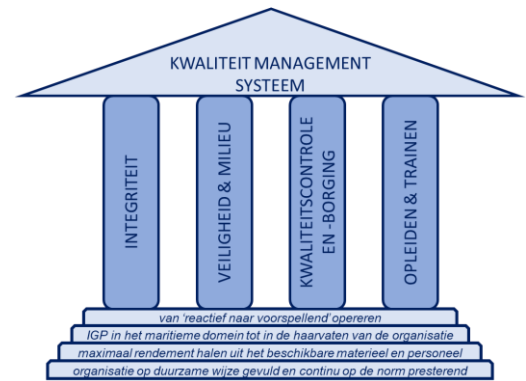 KWALITEIT MANAGEMENT
SYSTEEM
INTEGRITEIT
VEILIGHEID & MILIEU
KWALITEITSCONTROLE
EN -BORGING
OPLEIDEN & TRAINEN
van 'reactief naar voorspellend' opereren
IGP in het maritieme domein tot in de haarvaten van de organisatie
maximaal rendement halen uit het beschikbare materieel en personeel
organisatie op duurzame wijze gevuld en continu op de norm presterend